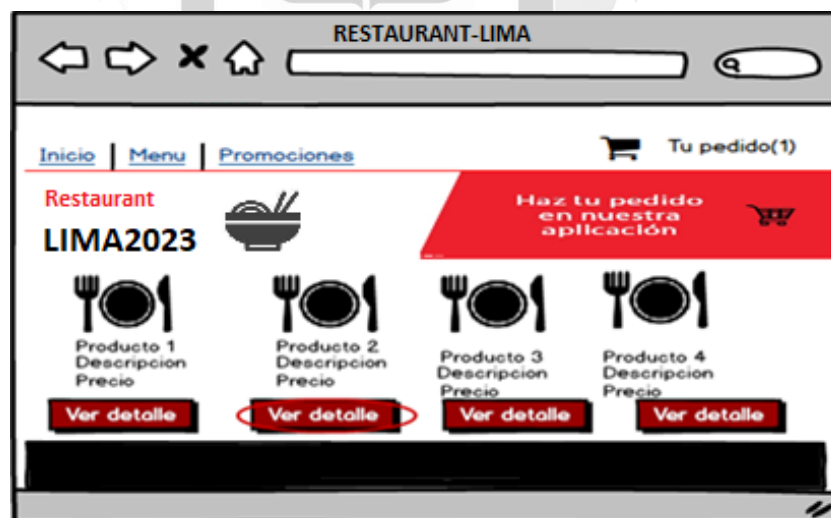 RESTAURANT-LIMA
Inicio | Menu | Promociones
Tu pedido(1)
Restaurant
LIMA2023
Haz tu pedido
en nuestra
aplicación
Producto 1
Descripcion
Precio
Producto 2
Descripcion
Precio
Producto 3
Descripcion
Precio
Producto 4
Descripcion
Precio
Ver detalle
Ver detalle
Ver detalle
Ver detalle